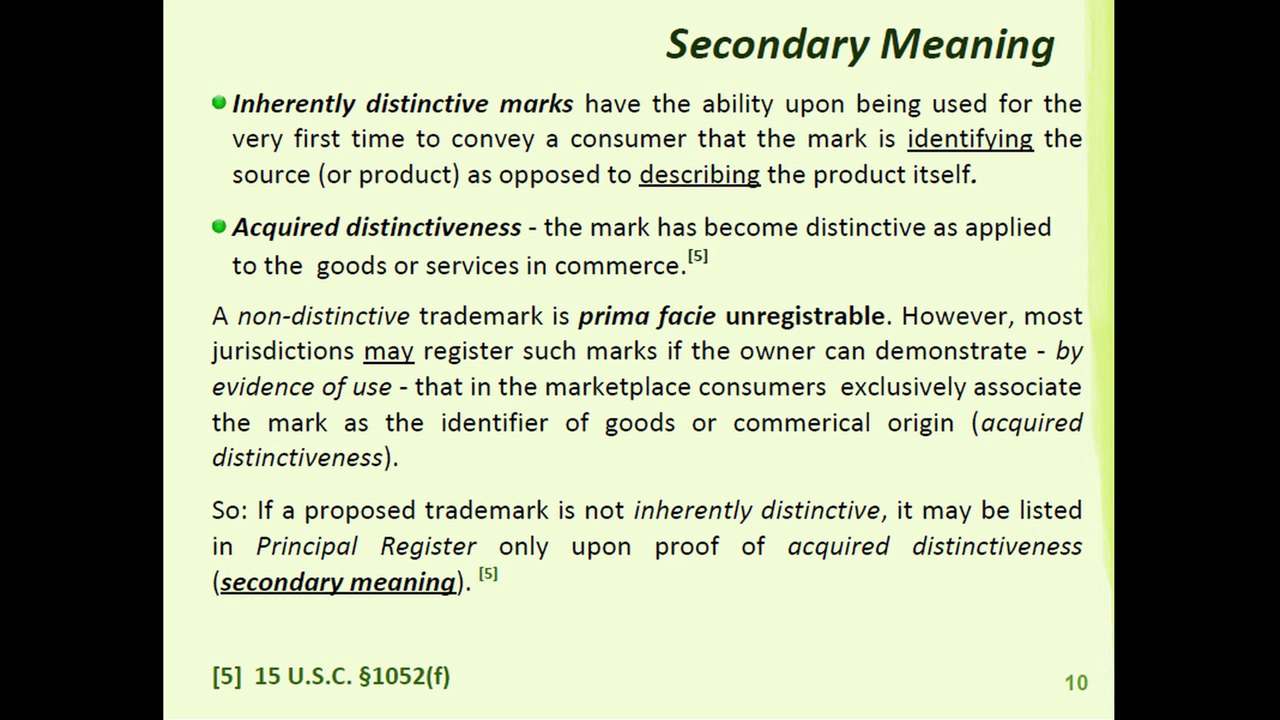 Secondary Meaning
Inherently distinctive marks have the ability upon being used for the
very first time to convey a consumer that the mark is identifying the
source (or product) as opposed to describing the product itself.
Acquired distinctiveness - the mark has become distinctive as applied
to the goods or services in commerce.[5]
A non-distinctive trademark is prima facie unregistrable. However, most
jurisdictions may register such marks if the owner can demonstrate - by
evidence of use - that in the marketplace consumers exclusively associate
the mark as the identifier of goods or commerical origin (acquired
distinctiveness).
So: If a proposed trademark is not inherently distinctive, it may be listed
in Principal Register only upon proof of acquired distinctiveness
(secondary meaning). [5]
[5] 15 U.S.C. §1052(f)
10